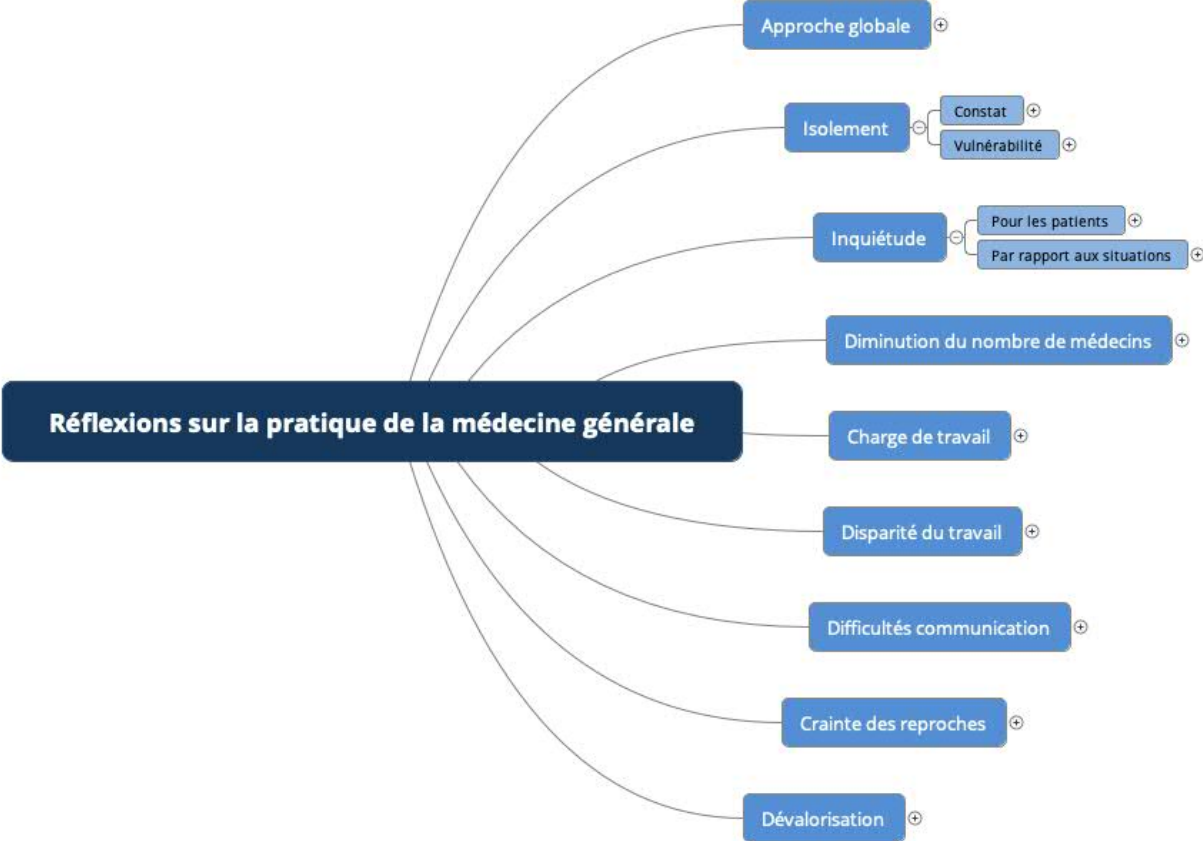 Approche globale
Isolement
Constat
Vulnérabilité
Inquiétude
Pour les patients
Par rapport aux situations
Diminution du nombre de médecins
Réflexions sur la pratique de la médecine générale
Charge de travail
Disparité du travail
Difficultés communication
Crainte des reproches
Dévalorisation